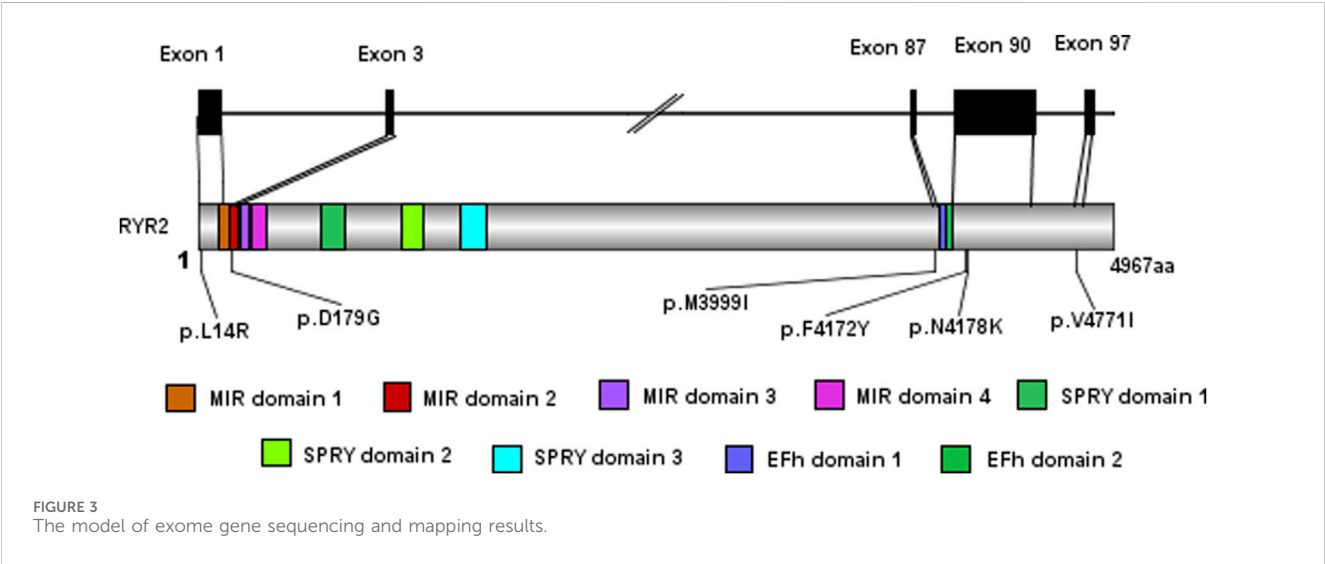 Exon 1 Exon 3 Exon 87 Exon 90 Exon 97
RYR2
1
4967aa
p.L14R p.D179G p.M3999I p.F4172Y p.N4178K p.V4771I
MIR domain 1 MIR domain 2 MIR domain 3 MIR domain 4 SPRY domain 1
SPRY domain 2 SPRY domain 3 EFh domain 1 EFh domain 2
FIGURE 3
The model of exome gene sequencing and mapping results.